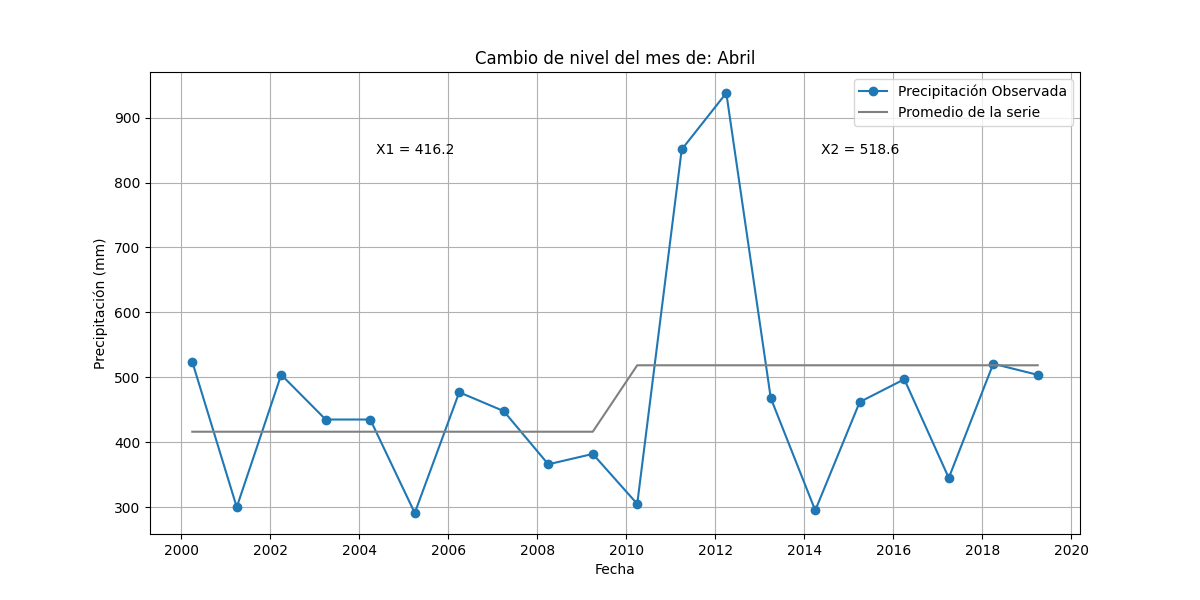 Cambio de nivel del mes de: Abril
Precipitación Observada
Promedio de la serie
X1 = 416.2
X2 = 518.6
Precipitación (mm)
900
800
700
600
500
400
300
2000 2002 2004 2006 2008 2010 2012 2014 2016 2018 2020
Fecha